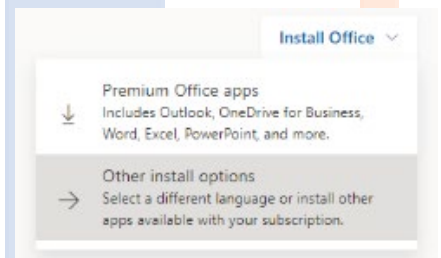 Install Office
Premium Office apps
Includes Outlook, OneDrive for Business,
Word, Excel, PowerPoint, and more.
Other install options
Select a different language or install other
apps available with your subscription.